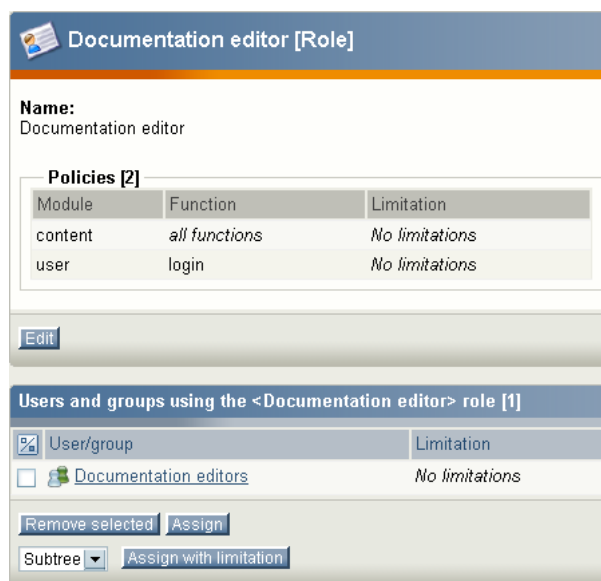 Documentation editor [Role]
Name:
Documentation editor
Policies [2]
Module Function Limitation
content all functions No limitations
user login No limitations
Edit
Users and groups using the <Documentation editor> role [1]
User/group Limitation
Documentation editors No limitations
Remove selected Assign
Subtree Assign with limitation